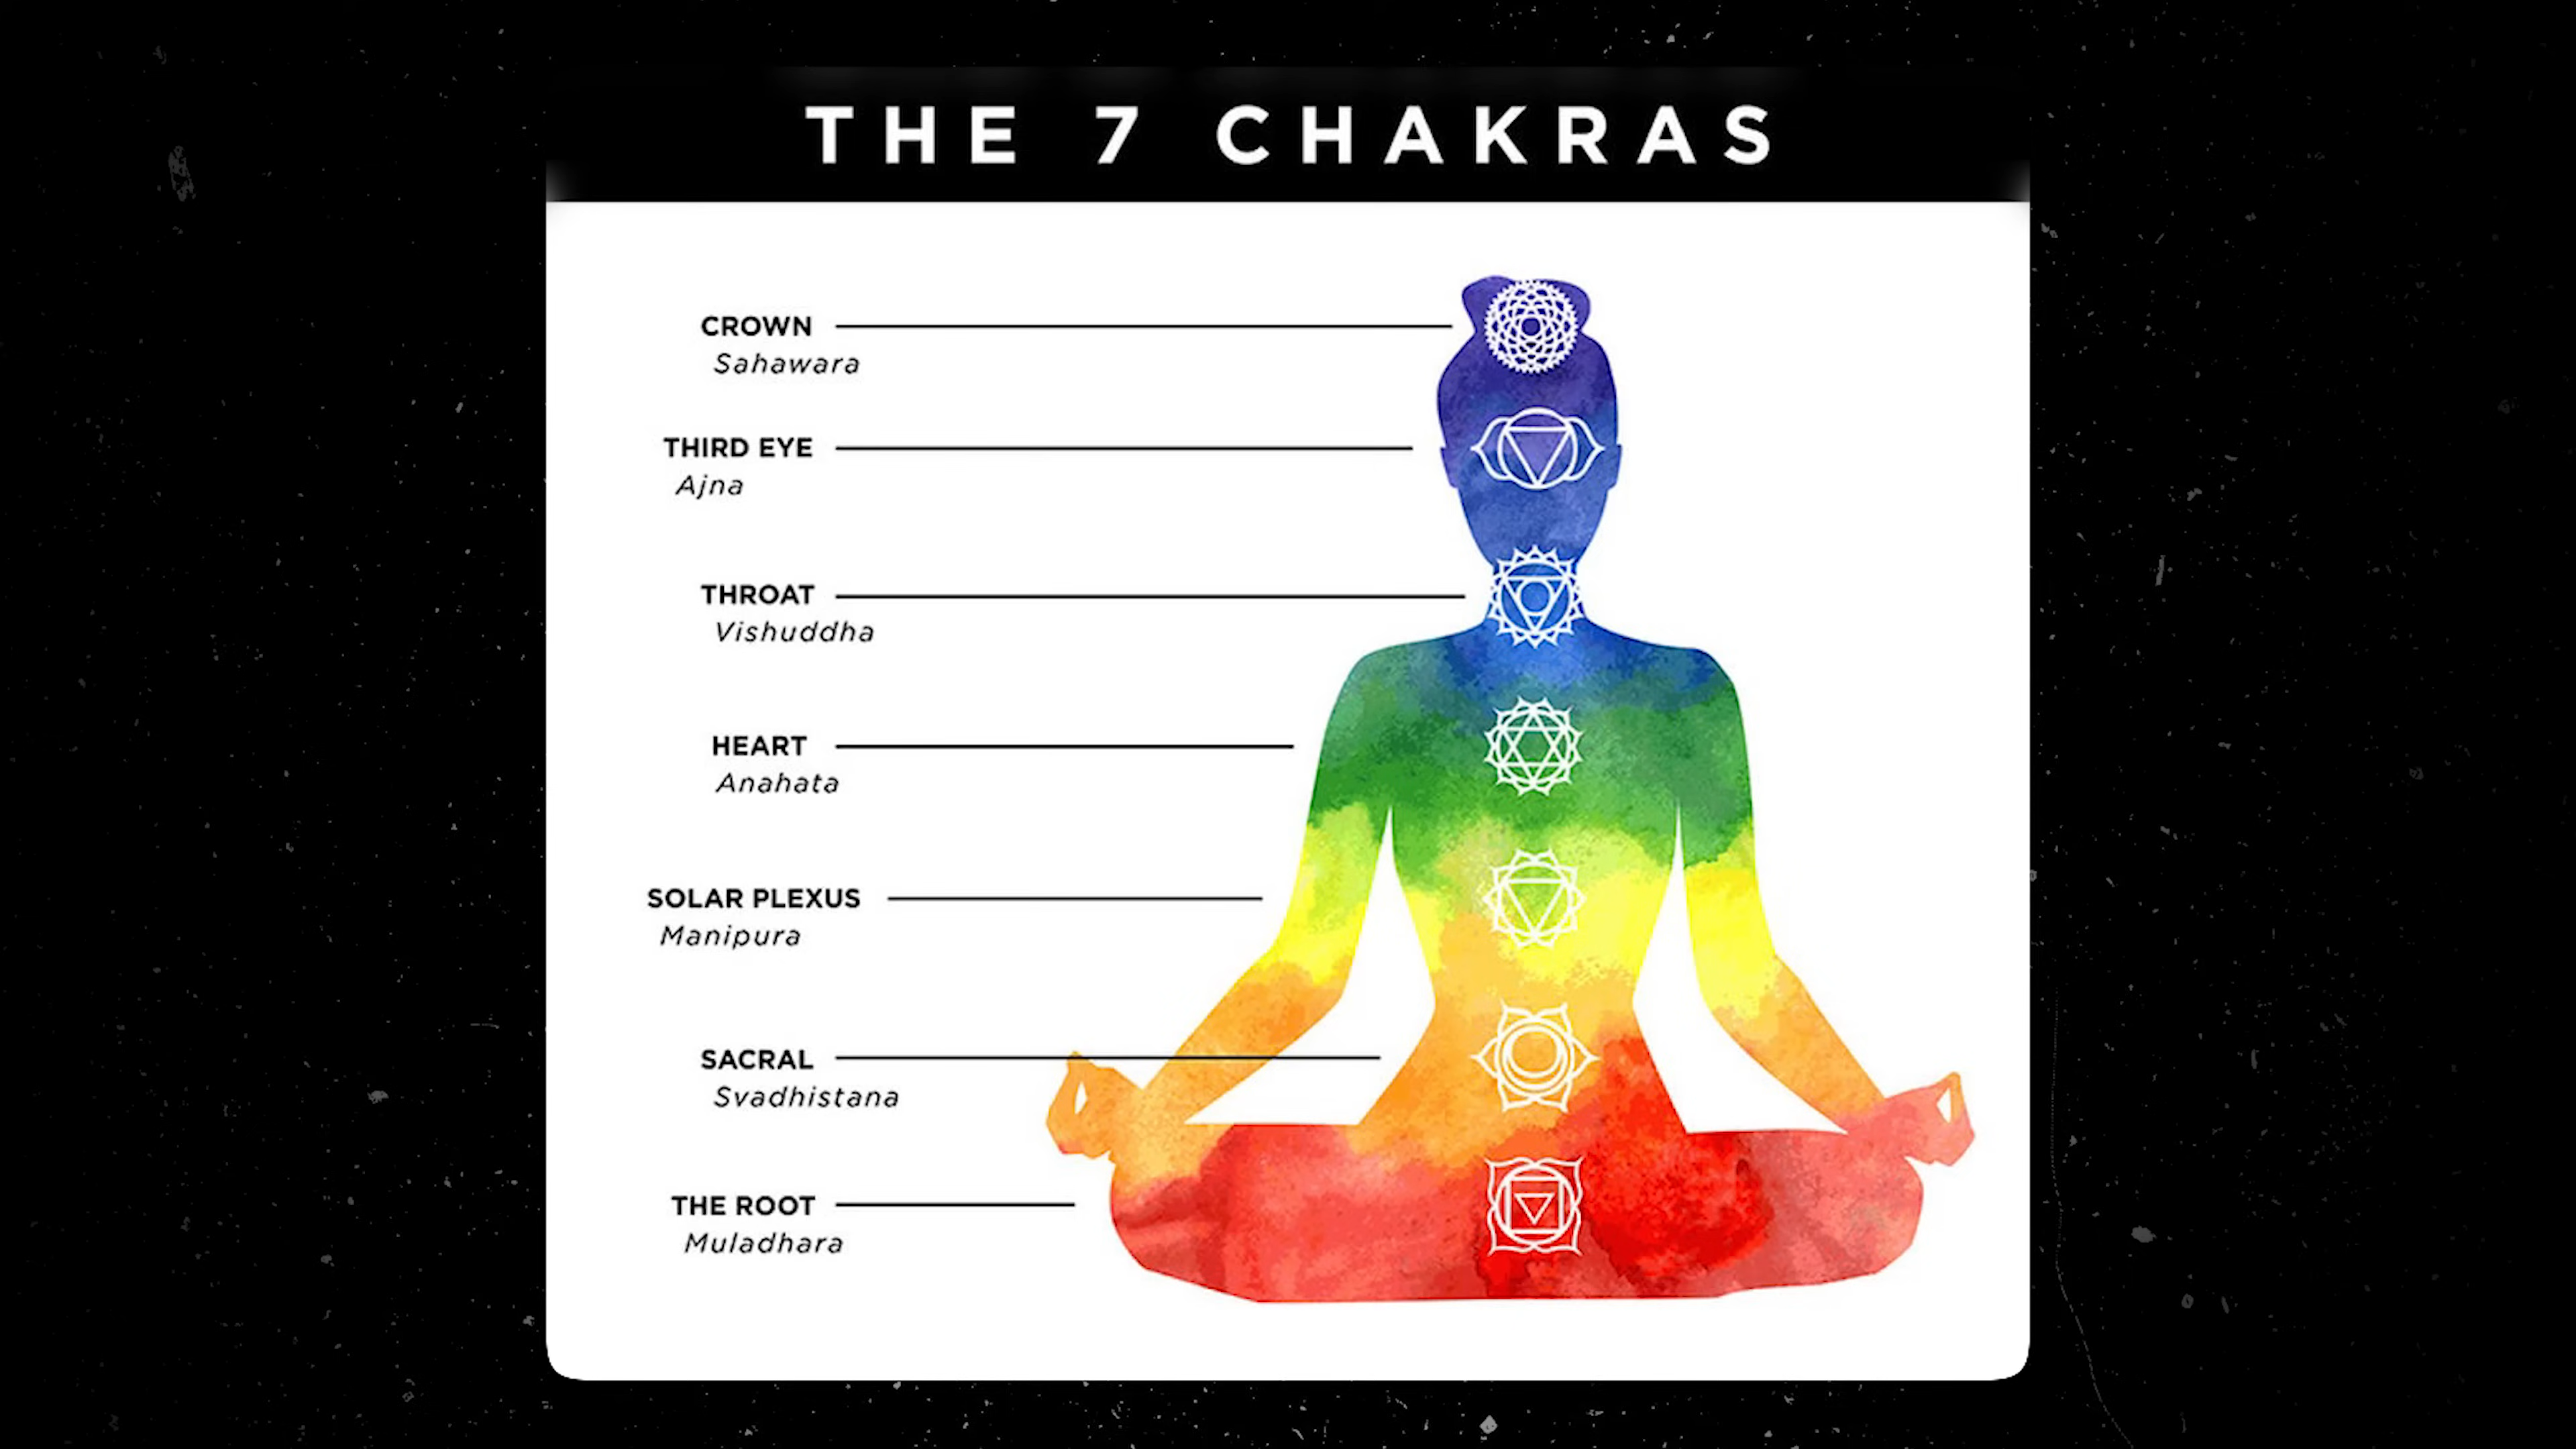 THE 7 CHAKRAS
CROWN
Sahawara
THIRD EYE
Ajna
THROAT
Vishuddha
HEART
Anahata
SOLAR PLEXUS
Manipura
SACRAL
Svadhistana
THE ROOT
Muladhara